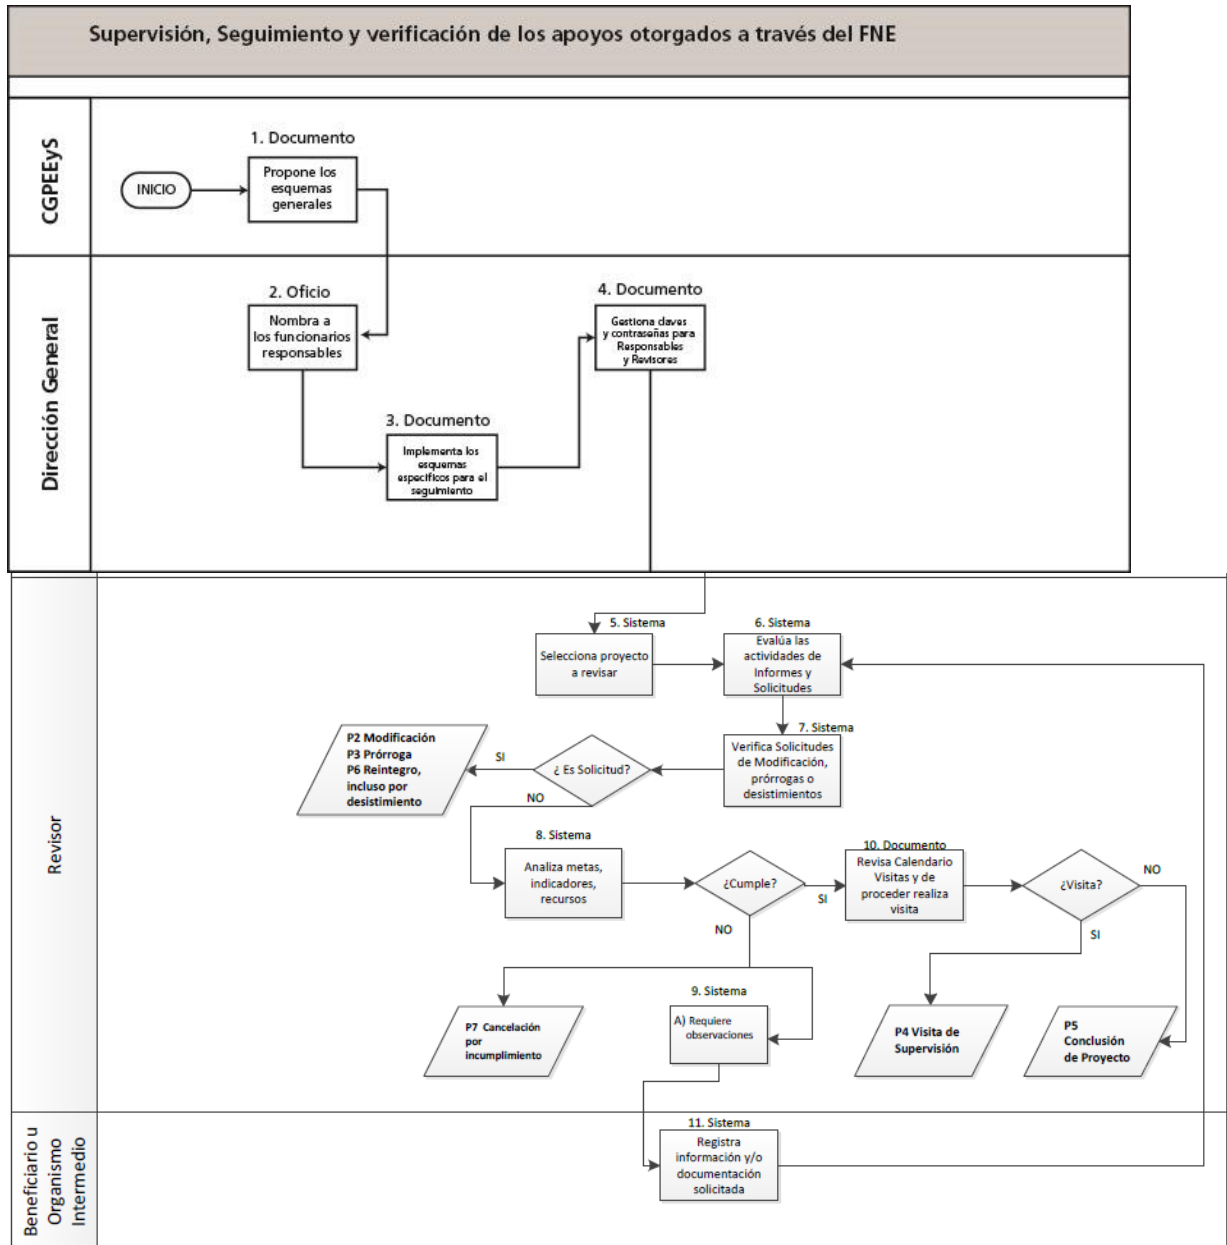 Supervisión, Seguimiento y verificación de los apoyos otorgados a través del FNE
CGPEEyS
1. Documento
INICIO
Propone los
esquemas
generales
Dirección General
2. Oficio
Nombra a
los funcionarios
responsables
3. Documento
Implementa los
esquemas
específicos para el
seguimiento
4. Documento
Gestiona claves
y contraseñas para
Responsables
y Revisores
Revisor
5. Sistema
Selecciona proyecto
a revisar
6. Sistema
Evalúa las
actividades de
Informes y
Solicitudes
7. Sistema
Verifica Solicitudes
de Modificación,
prórrogas o
desistimientos
¿ Es Solicitud?
SI
NO
P2 Modificación
P3 Prórroga
P6 Reintegro,
incluso por
desistimiento
8. Sistema
Analiza metas,
indicadores,
recursos
¿Cumple?
SI
NO
10. Documento
Revisa Calendario
Visitas y de
proceder realiza
visita
¿Visita?
NO
SI
P7 Cancelación
por
incumplimiento
9. Sistema
A) Requiere
observaciones
P4 Visita de
Supervisión
P5
Conclusión
de Proyecto
Beneficiario u
Organismo
Intermedio
11. Sistema
Registra
información y/o
documentación
solicitada